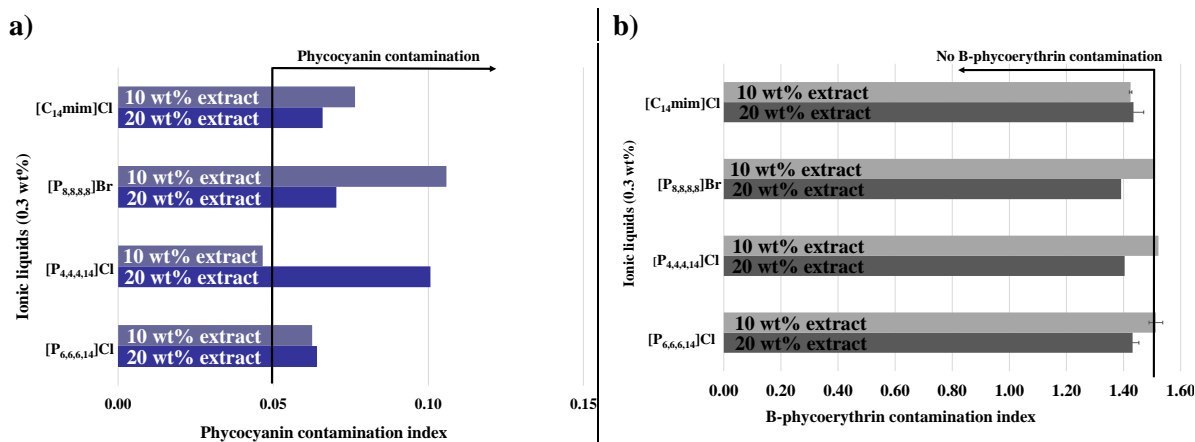 a)
Phycocyanin contamination
[C14mim]Cl
10 wt% extract
20 wt% extract
[P8,8,8,8]Br
10 wt% extract
20 wt% extract
[P4,4,4,14]Cl
10 wt% extract
20 wt% extract
[P6,6,6,14]Cl
10 wt% extract
20 wt% extract
Ionic liquids (0.3 wt%)
0.00 0.05 0.10 0.15
Phycocyanin contamination index
b)
No B-phycoerythrin contamination
[C14mim]Cl
10 wt% extract
20 wt% extract
[P8,8,8,8]Br
10 wt% extract
20 wt% extract
[P4,4,4,14]Cl
10 wt% extract
20 wt% extract
[P6,6,6,14]Cl
10 wt% extract
20 wt% extract
Ionic liquids (0.3 wt%)
0.00 0.20 0.40 0.60 0.80 1.00 1.20 1.40 1.60
B-phycoerythrin contamination index